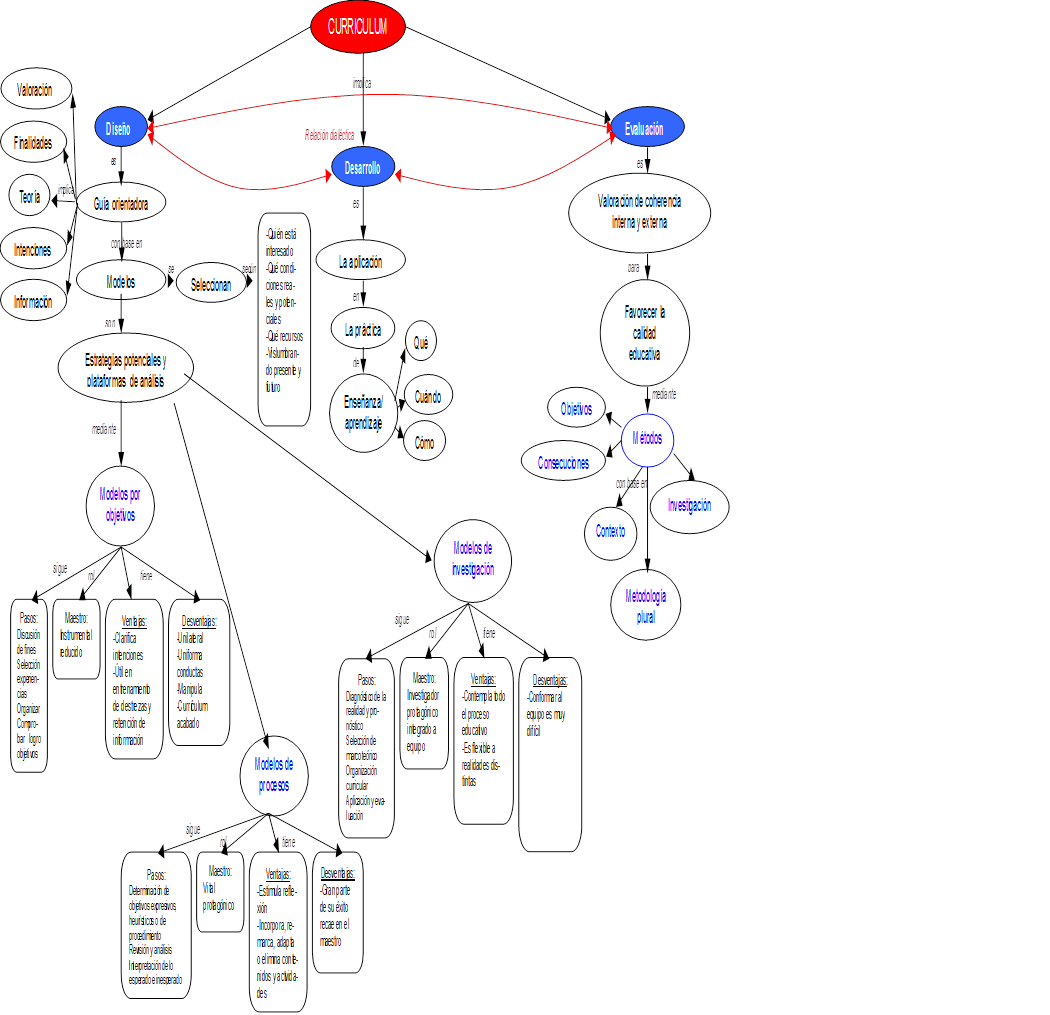 CURRICULUM
implica
Relación dialéctica
Diseño
es
Guía orientadora
implica
Valoración
Finalidades
Teoría
Intenciones
Información
con base en
Modelos
se
Seleccionan
según
-Quién está
interesado
-Qué condi-
ciones rea-
les y poten-
ciales
-Qué recursos
-Vislumbran-
do presente y
futuro
son
Estrategias potenciales y
plataformas de análisis
mediante
Modelos por
objetivos
sigue
rol
tiene
Pasos:
Discusión
de fines
Selección
experien-
cias
Organizar
Compro-
bar logro
objetivos
Maestro:
Instrumental
reducido
Ventajas:
-Clarifica
intenciones
-Útil en
entrenamiento
de destrezas y
retención de
información
Desventajas:
-Unilateral
-Uniforma
conductas
-Manipula
-Currículum
acabado
Modelos de
procesos
sigue
rol
tiene
Pasos:
Determinación de
objetivos expresivos,
heurísticos o de
procedimiento
Revisión y análisis
Interpretación de lo
esperado e inesperado
Maestro:
Vital
protagónico
Ventajas:
-Estimula refle-
xión
-Incorpora, re-
marca, adapta
o elimna conte-
nidos y activida-
des
Desventajas:
-Gran parte
de su éxito
recae en el
maestro
Modelos de
investigación
sigue
rol
tiene
Pasos:
Diagnóstico de la
realidad y pro-
nóstico
Selección de
marco teórico
Organización
curricular
Aplicación y eva-
luación
Maestro:
Investigador
protagónico
integrado a
equipo
Ventajas:
-Contempla todo
el proceso
educativo
-Es flexible a
realidades dis-
tintas
Desventajas:
-Conformar al
equipo es muy
difícil
Desarrollo
es
La aplicación
en
La práctica
de
Enseñanza/
aprendizaje
Qué
Cuándo
Cómo
Evaluación
es
Valoración de coherencia
interna y externa
para
Favorecer la
calidad
educativa
mediante
Métodos
Objetivos
Consecuciones
con base en
Contexto
Investigación
Metodología
plural